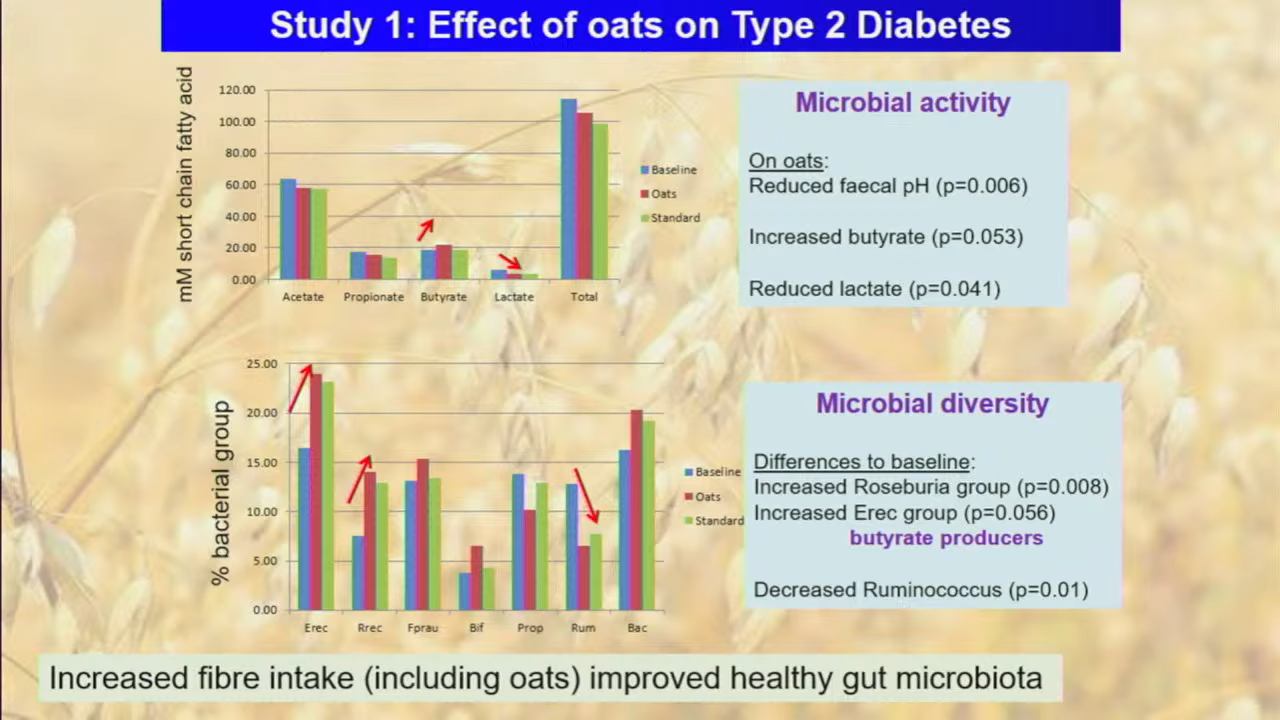 Study 1: Effect of oats on Type 2 Diabetes
mM short chain fatty acid
120.00
100.00
80.00
60.00
40.00
20.00
0.00
Acetate
Propionate
Butyrate
Lactate
Total
Baseline
Oats
Standard
Microbial activity
On oats:
Reduced faecal pH (p=0.006)
Increased butyrate (p=0.053)
Reduced lactate (p=0.041)
% bacterial group
25.00
20.00
15.00
10.00
5.00
0.00
Erec
Rrec
Fprau
Bif
Prop
Rum
Bac
Baseline
Oats
Standard
Microbial diversity
Differences to baseline:
Increased Roseburia group (p=0.008)
Increased Erec group (p=0.056)
butyrate producers
Decreased Ruminococcus (p=0.01)
Increased fibre intake (including oats) improved healthy gut microbiota